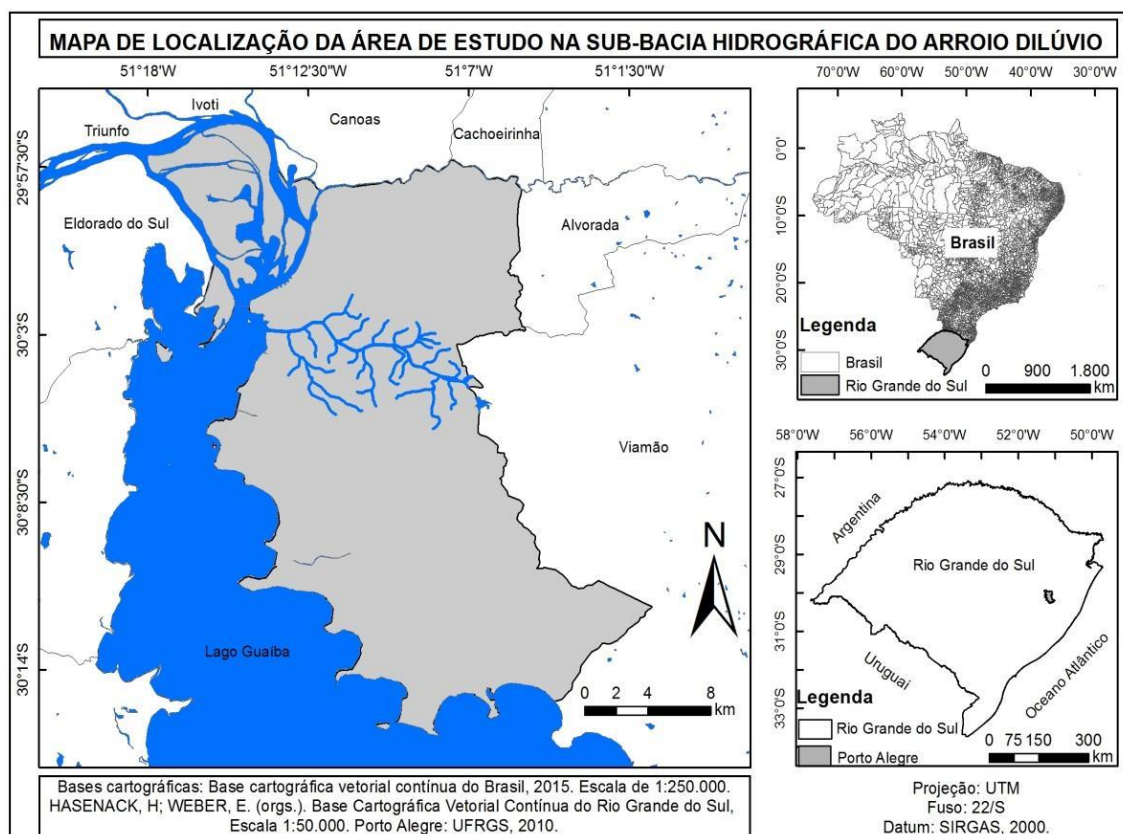 MAPA DE LOCALIZAÇÃO DA ÁREA DE ESTUDO NA SUB-BACIA HIDROGRÁFICA DO ARROIO DILÚVIO
51°18'W 51°12'30"W 51°7'W 51°1'30"W
29°57'30"S
30°3'S
30°8'30"S
30°14'S
Ivoti
Triunfo
Canoas
Cachoeirinha
Eldorado do Sul
Alvorada
Viamão
Lago Guaíba
N
0 2 4 8
km
70°0'W 60°0'W 50°0'W 40°0'W 30°0'W
0°0'
10°0'S
20°0'S
30°0'S
Brasil
Legenda
Brasil
Rio Grande do Sul
0 900 1.800
km
58°0'W 56°0'W 54°0'W 52°0'W 50°0'W
27°0'S
29°0'S
31°0'S
33°0'S
Argentina
Rio Grande do Sul
Uruguai
Oceano Atlântico
Legenda
Rio Grande do Sul
Porto Alegre
0 75 150 300
km
Bases cartográficas: Base cartográfica vetorial contínua do Brasil, 2015. Escala de 1:250.000.
HASENACK, H; WEBER, E. (orgs.). Base Cartográfica Vetorial Contínua do Rio Grande do Sul,
Escala 1:50.000. Porto Alegre: UFRGS, 2010.
Projeção: UTM
Fuso: 22/S
Datum: SIRGAS, 2000.